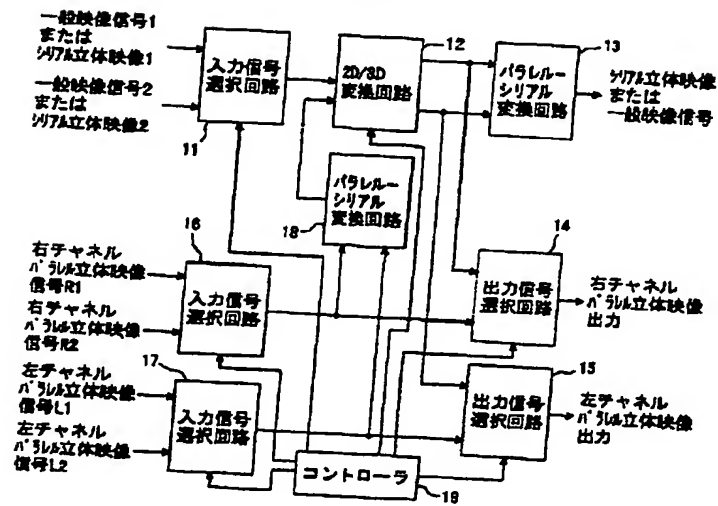 一般映像信号1
または
シリアル立体映像1
一般映像信号2
または
シリアル立体映像2
入力信号
選択回路
11
2D/3D
変換回路
12
パラレルー
シリアル
変換回路
13
シリアル立体映像
または
一般映像信号
パラレルー
シリアル
変換回路
18
右チャネル
パラレル立体映像
信号R1
右チャネル
パラレル立体映像
信号R2
16
入力信号
選択回路
14
出力信号
選択回路
右チャネル
パラレル立体映像
出力
左チャネル
パラレル立体映像
信号L1
左チャネル
パラレル立体映像
信号L2
17
入力信号
選択回路
15
出力信号
選択回路
左チャネル
パラレル立体映像
出力
コントローラ
19